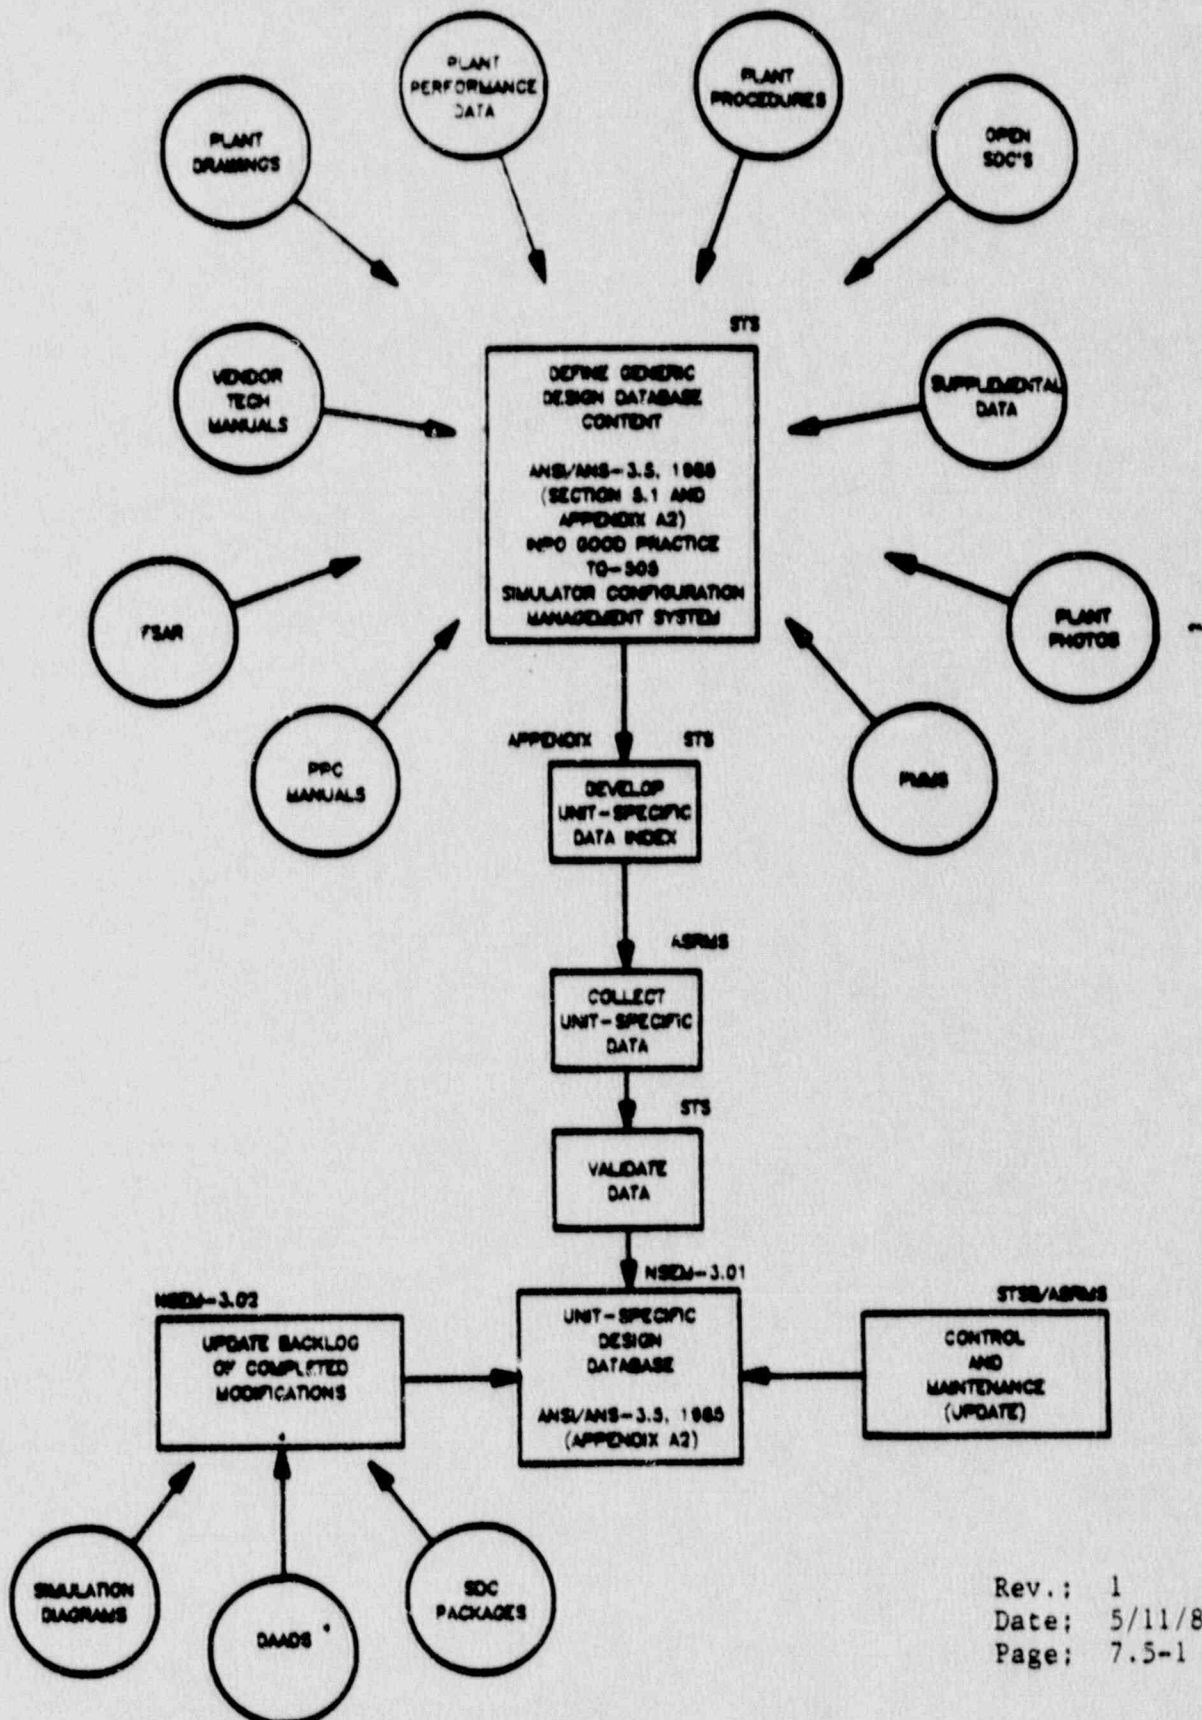 PLANT
PERFORMANCE
DATA
PLANT
PROCEDURES
PLANT
DRAWINGS
OPEN
SDC'S
STS
VENDOR
TECH
MANUALS
DEFINE GENERIC
DESIGN DATABASE
CONTENT
ANSI/ANS-3.5, 1985
(SECTION 5.1 AND
APPENDIX A2)
INPO GOOD PRACTICE
TQ-505
SIMULATOR CONFIGURATION
MANAGEMENT SYSTEM
SUPPLEMENTAL
DATA
FSAR
PLANT
PHOTOS
PPC
MANUALS
PMMS
APPENDIX
STS
DEVELOP
UNIT-SPECIFIC
DATA INDEX
ASRMS
COLLECT
UNIT-SPECIFIC
DATA
STS
VALIDATE
DATA
NSEM-3.02
UPDATE BACKLOG
OF COMPLETED
MODIFICATIONS
NSEM-3.01
UNIT-SPECIFIC
DESIGN
DATABASE
ANSI/ANS-3.5, 1985
(APPENDIX A2)
STSB/ASRMS
CONTROL
AND
MAINTENANCE
(UPDATE)
SIMULATION
DIAGRAMS
DAADS
SDC
PACKAGES
Rev.: 1
Date: 5/11/8
Page: 7.5-1